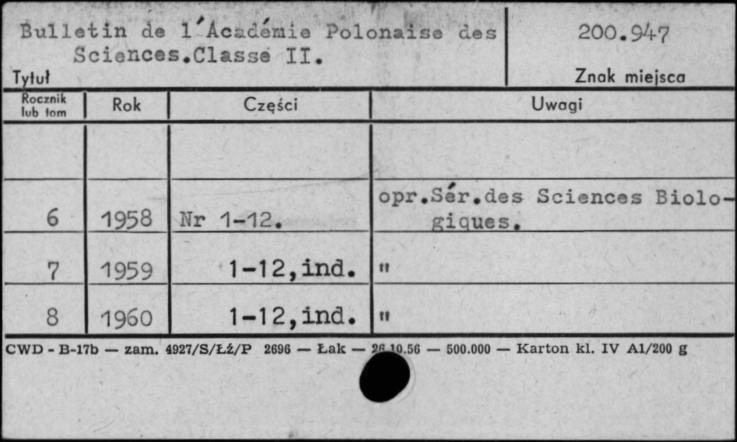 Bulletin de l'Académie Polonaise des
Sciences.Classe II.
200.947
Tytuł
Znak miejsca
Rocznik lub tom Rok Części Uwagi
opr.Sér.des Sciences Biolo-
6 1958 Nr 1-12. giques.
7 1959 1-12,ind. "
8 1960 1-12,ind. "
CWD - B-17b — zam. 4927/S/ŁŹ/P 2696 — Łak — 26.10.56 — 500.000 — Karton kl. IV A1/200 g